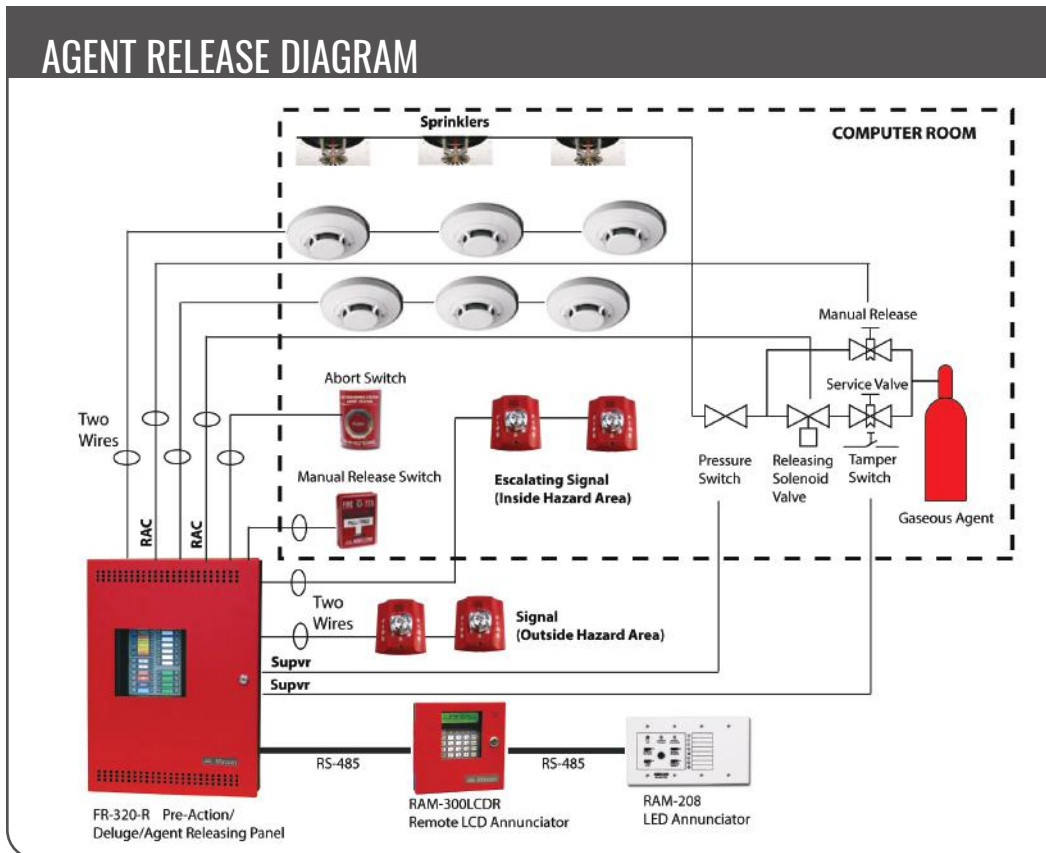 AGENT RELEASE DIAGRAM
Sprinklers
COMPUTER ROOM
Manual Release
Abort Switch
Service Valve
Two
Wires
Escalating Signal
(Inside Hazard Area)
Pressure
Switch
Releasing
Solenoid
Valve
Tamper
Switch
Manual Release Switch
Gaseous Agent
RAC
RAC
Two
Wires
Signal
(Outside Hazard Area)
Supvr
Supvr
RS-485
RS-485
FR-320-R Pre-Action/
Deluge/Agent Releasing Panel
RAM-300LCDR
Remote LCD Annunciator
RAM-208
LED Annunciator